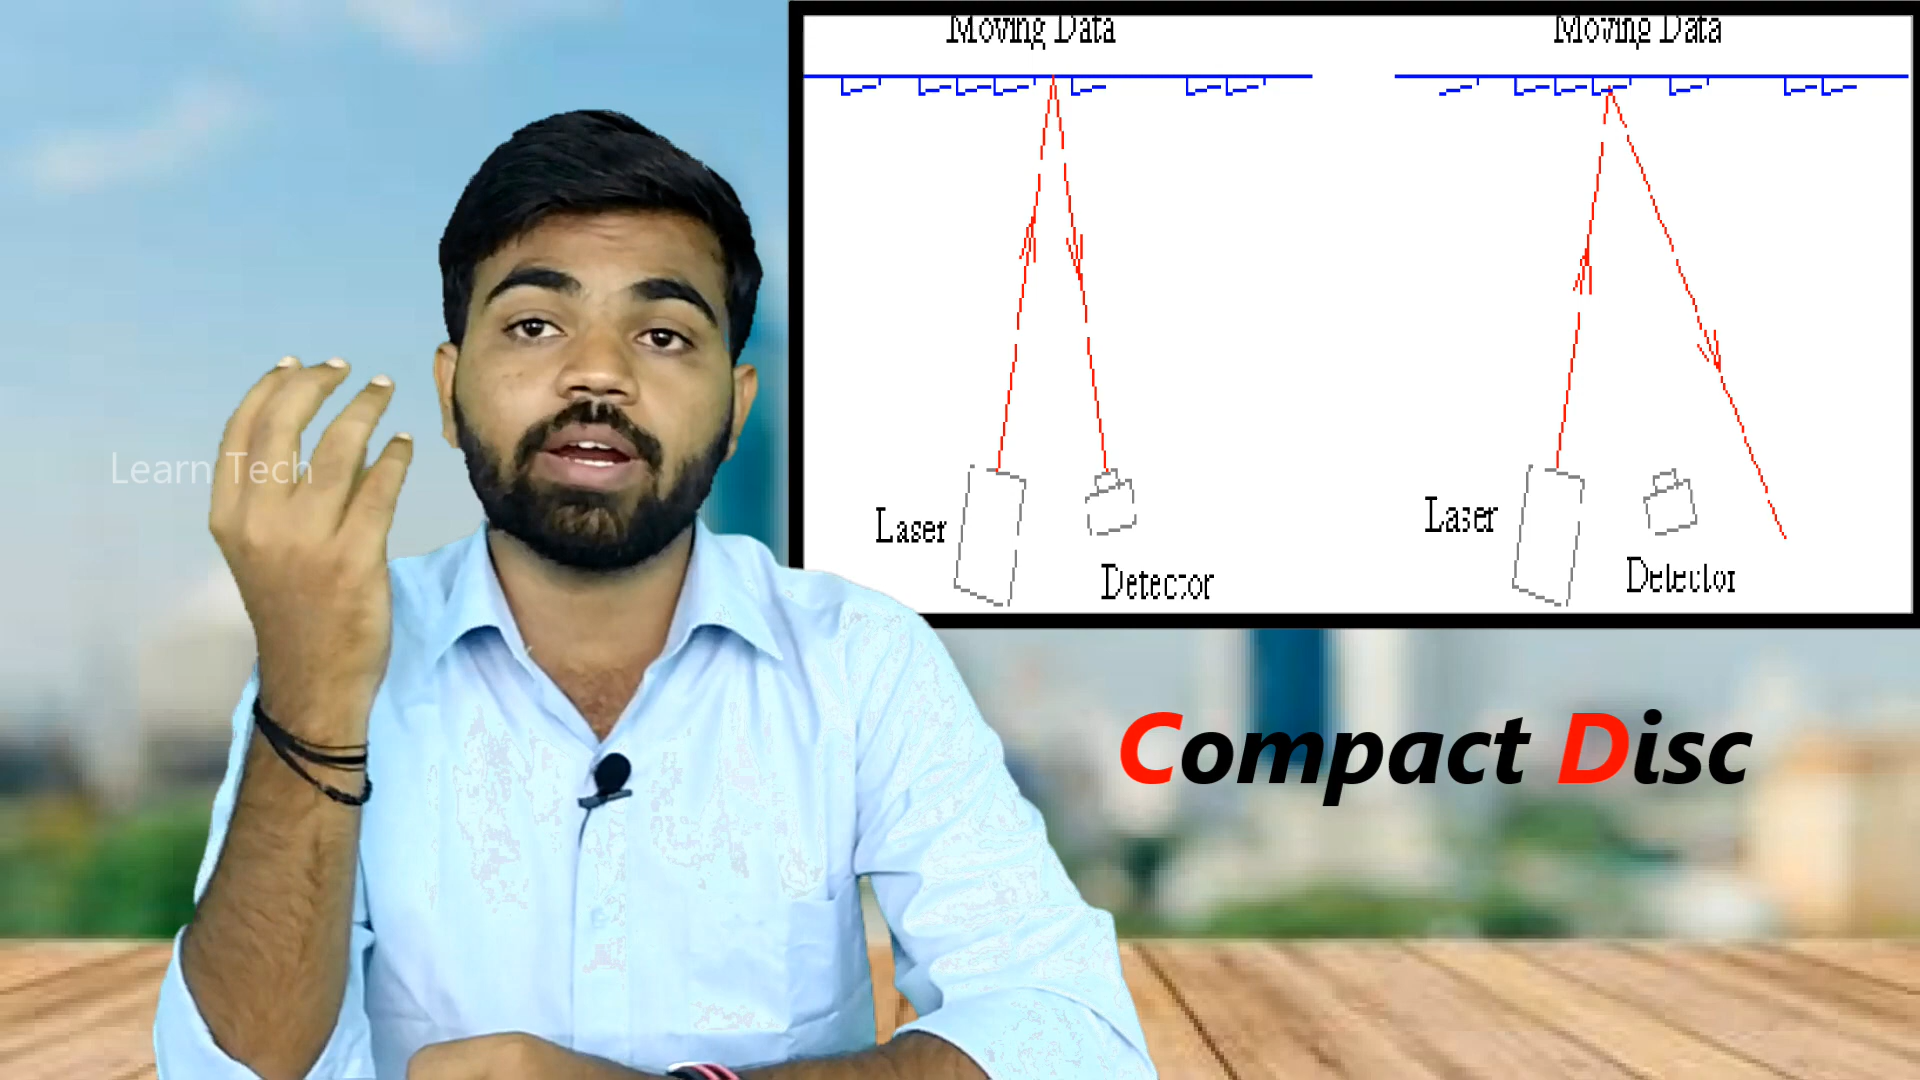 Moving Data
Moving Data
Learn Tech
Laser
Detector
Laser
Detector
Compact Disc